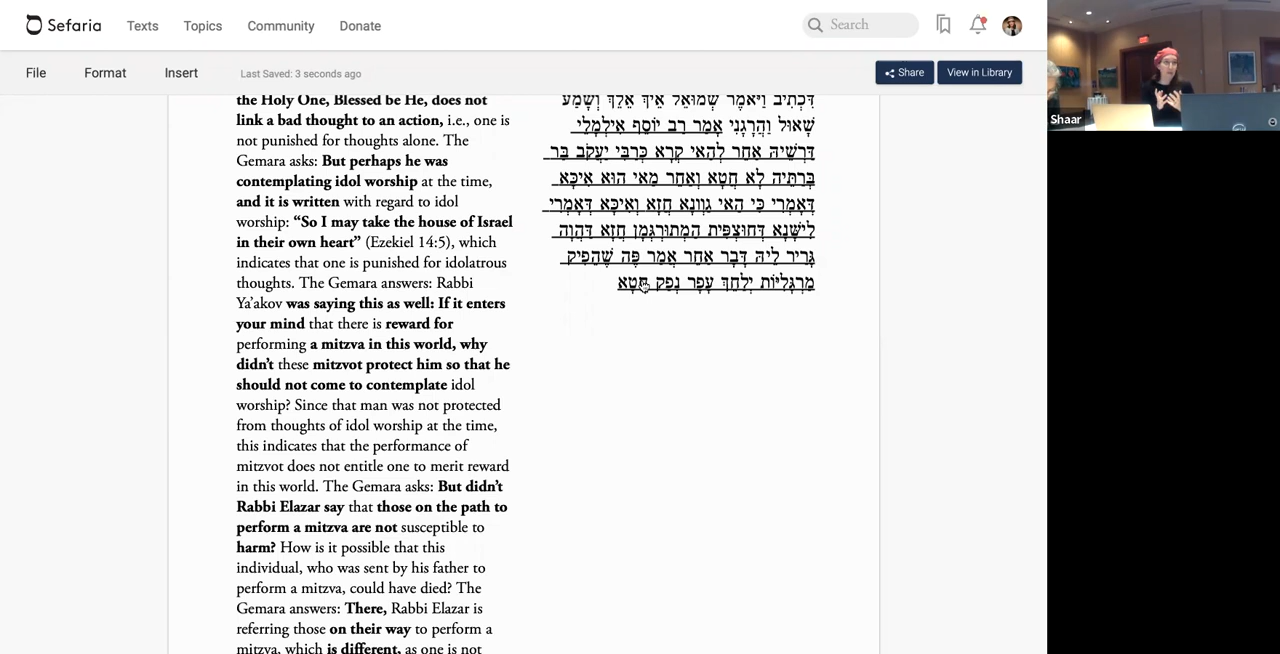 Sefaria
Texts
Topics
Community
Donate
Search
File
Format
Insert
Last Saved: 3 seconds ago
Share
View in Library
the Holy One, Blessed be He, does not
link a bad thought to an action, i.e., one is
not punished for thoughts alone. The
Gemara asks: But perhaps he was
contemplating idol worship at the time,
and it is written with regard to idol
worship: “So I may take the house of Israel
in their own heart” (Ezekiel 14:5), which
indicates that one is punished for idolatrous
thoughts. The Gemara answers: Rabbi
Ya’akov was saying this as well: If it enters
your mind that there is reward for
performing a mitzva in this world, why
didn’t these mitzvot protect him so that he
should not come to contemplate idol
worship? Since that man was not protected
from thoughts of idol worship at the time,
this indicates that the performance of
mitzvot does not entitle one to merit reward
in this world. The Gemara asks: But didn’t
Rabbi Elazar say that those on the path to
perform a mitzva are not susceptible to
harm? How is it possible that this
individual, who was sent by his father to
perform a mitzva, could have died? The
Gemara answers: There, Rabbi Elazar is
referring those on their way to perform a
mitzva, which is different, as one is not
דִּכְתִיב וַיֹּאמֶר שְׁמוּאֵל אֵיךְ אֵלֵךְ וְשָׁמַע
שָׁאוּל וַהֲרָגָנִי אָמַר רַב יוֹסֵף אִילְמָלֵי
דַּרְשֵׁיהּ אַחֵר לְהַאי קְרָא כְּרַבִּי יַעֲקֹב בַּר
בְּרַתֵּיהּ לָא חֲטָא וְאַחֵר מַאי הוּא אִיכָּא
דְּאָמְרִי כִּי הַאי גַוְונָא חֲזָא וְאִיכָּא דְּאָמְרִי
לִישָּׁנָא דְּחוּצְפִּית הַמְתוּרְגְּמָן חֲזָא דַּהֲוָה
גָּרֵיר לֵיהּ דָּבָר אַחֵר אֲמַר פֶּה שֶׁהֵפִיק
מַרְגָּלִיּוֹת יְלַחֵךְ עָפָר נְפַק חֲטָא
Shaar